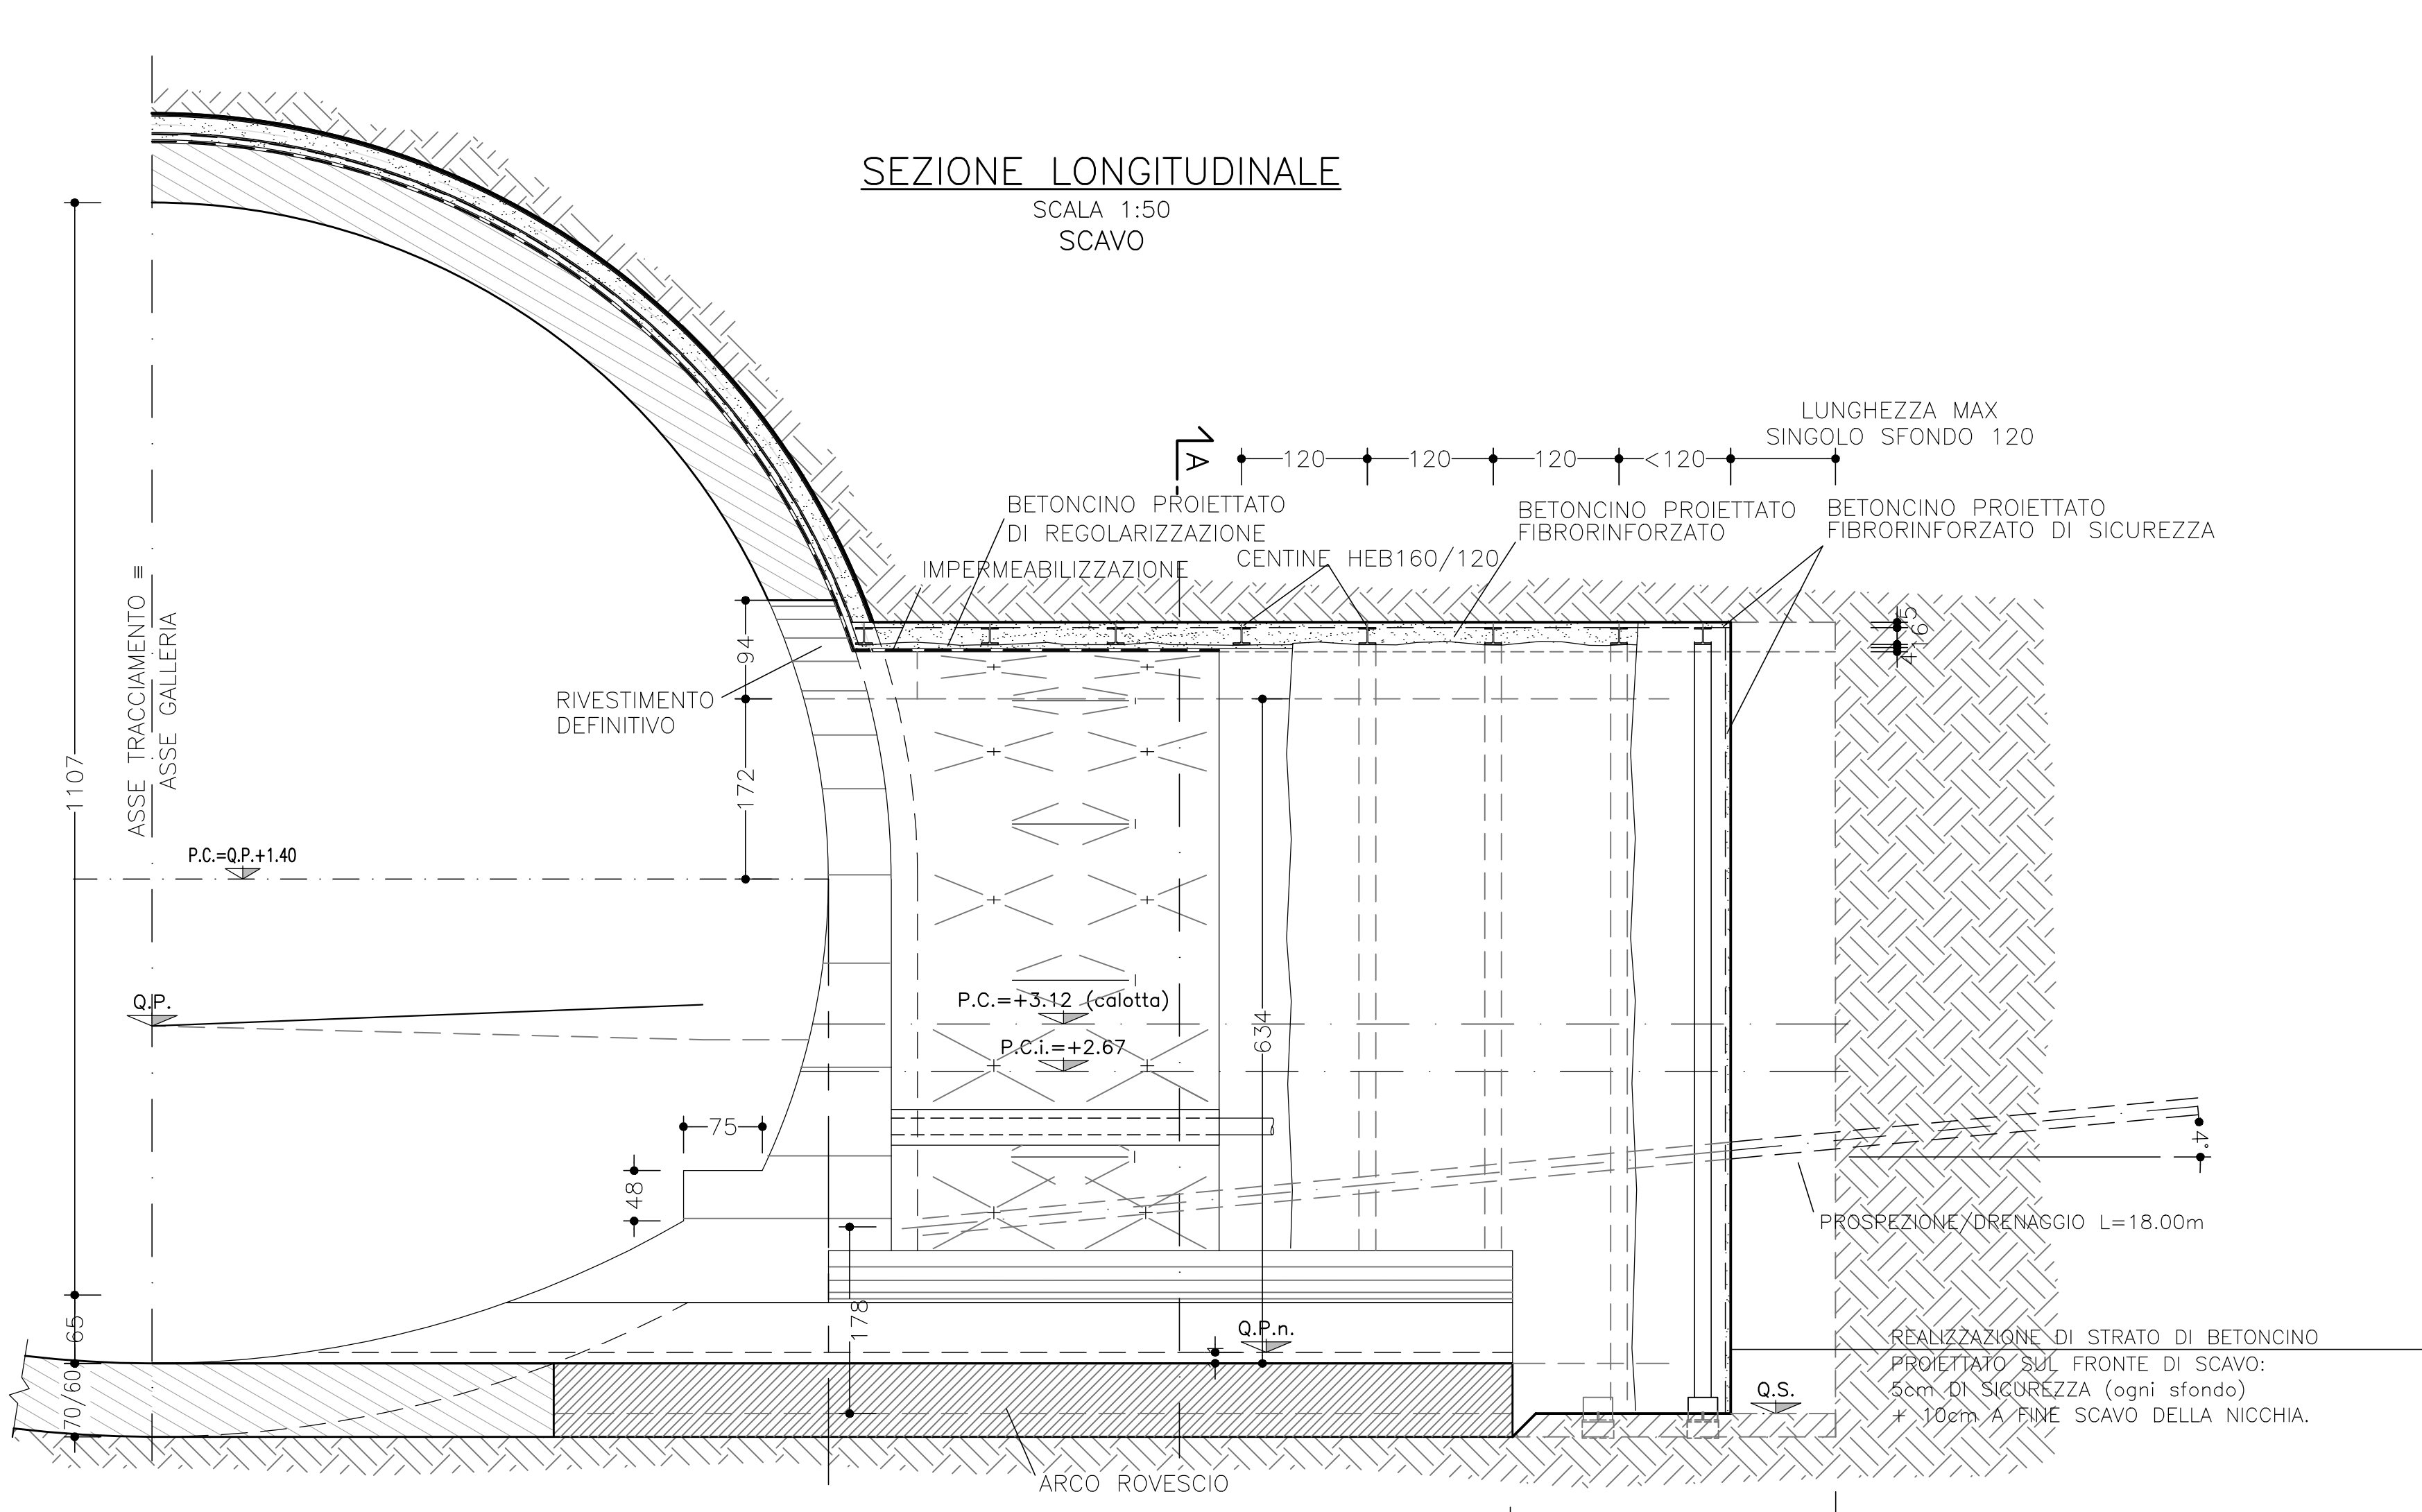 SEZIONE LONGITUDINALE
SCALA 1:50
SCAVO
LUNGHEZZA MAX
SINGOLO SFONDO 120
A
120
120
120
<120
BETONCINO PROIETTATO
DI REGOLARIZZAZIONE
BETONCINO PROIETTATO
FIBRORINFORZATO
BETONCINO PROIETTATO
FIBRORINFORZATO DI SICUREZZA
IMPERMEABILIZZAZIONE
CENTINE HEB160/120
ASSE TRACCIAMENTO ≡
ASSE GALLERIA
94
RIVESTIMENTO
DEFINITIVO
172
1107
P.C.=Q.P.+1.40
Q.P.
P.C.=+3.12 (calotta)
P.C.i.=+2.67
634
75
48
4°
PROSPEZIONE/DRENAGGIO L=18.00m
178
65
Q.P.n.
70/60
Q.S.
REALIZZAZIONE DI STRATO DI BETONCINO
PROIETTATO SUL FRONTE DI SCAVO:
5cm DI SICUREZZA (ogni sfondo)
+ 10cm A FINE SCAVO DELLA NICCHIA.
ARCO ROVESCIO